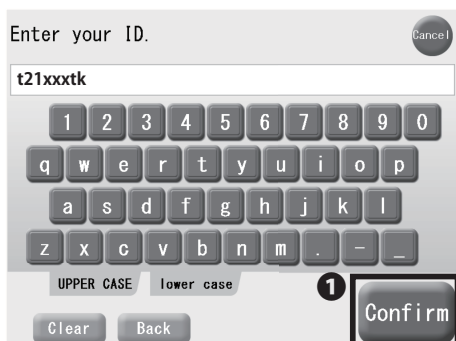 Enter your ID.
Cancel
t21xxxtk
1 2 3 4 5 6 7 8 9 0
q w e r t y u i o p
a s d f g h j k l
z x c v b n m . - _
UPPER CASE lower case
❶
Confirm
Clear Back